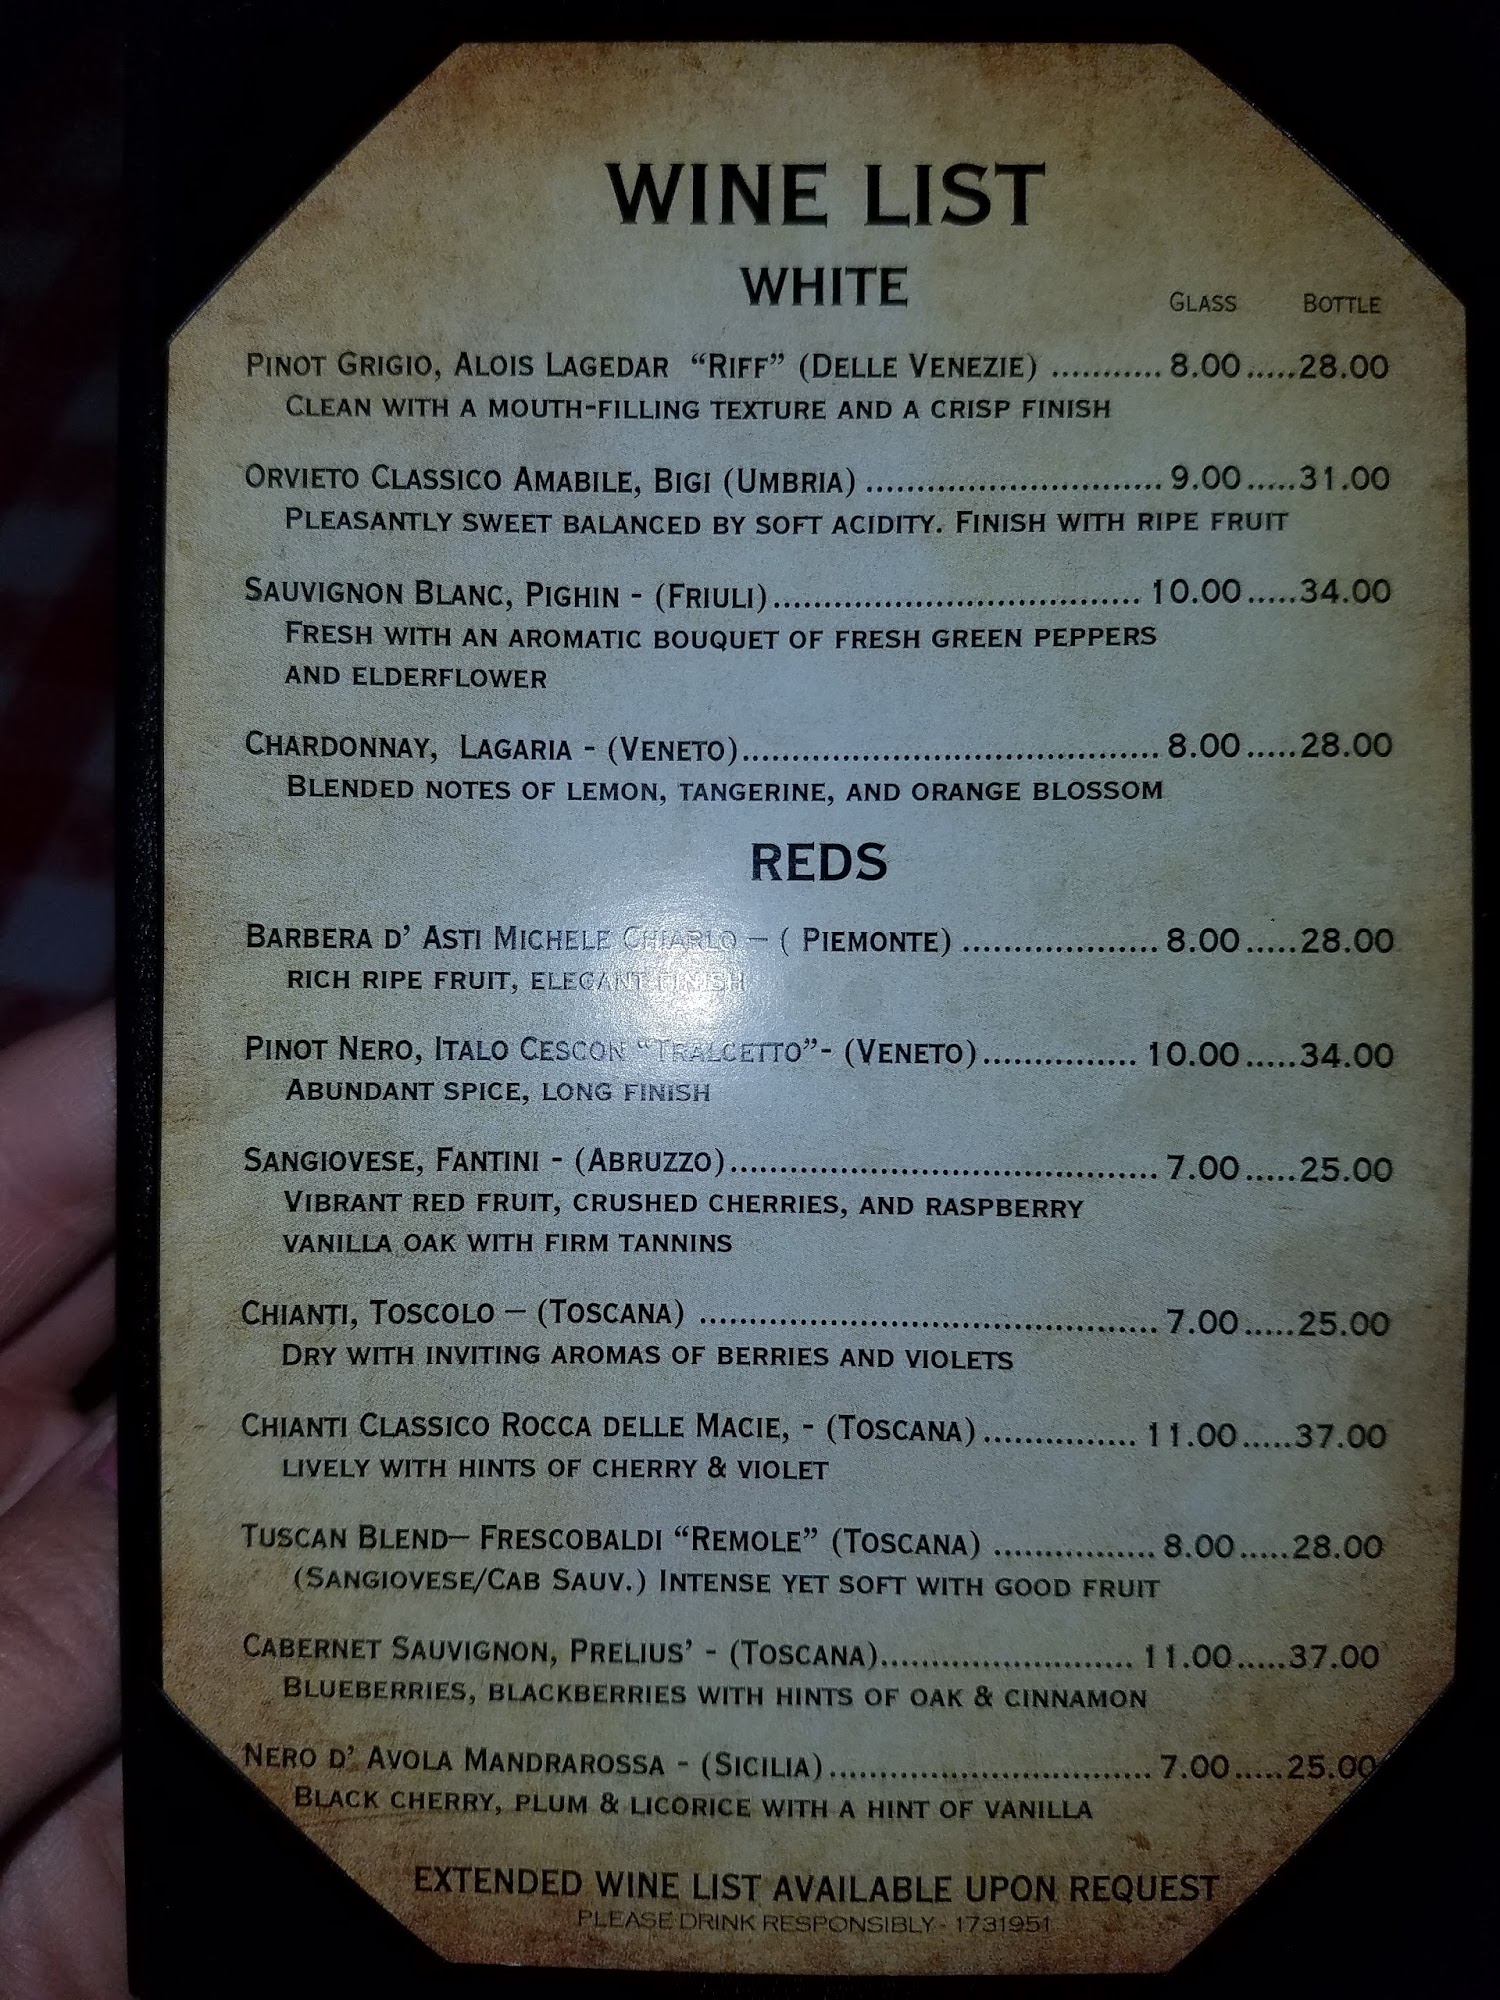 WINE LIST
WHITE
GLASS BOTTLE
PINOT GRIGIO, ALOIS LAGEDAR "RIFF" (DELLE VENEZIE) ........... 8.00.....28.00
CLEAN WITH A MOUTH-FILLING TEXTURE AND A CRISP FINISH
ORVIETO CLASSICO AMABILE, BIGI (UMBRIA) ............................. 9.00.....31.00
PLEASANTLY SWEET BALANCED BY SOFT ACIDITY. FINISH WITH RIPE FRUIT
SAUVIGNON BLANC, PIGHIN - (FRIULI).................................... 10.00.....34.00
FRESH WITH AN AROMATIC BOUQUET OF FRESH GREEN PEPPERS
AND ELDERFLOWER
CHARDONNAY, LAGARIA - (VENETO)......................................... 8.00.....28.00
BLENDED NOTES OF LEMON, TANGERINE, AND ORANGE BLOSSOM
REDS
BARBERA D' ASTI MICHELE CHIARLO – ( PIEMONTE) ................... 8.00.....28.00
RICH RIPE FRUIT, ELEGANT FINISH
PINOT NERO, ITALO CESCON "TRALCETTO"- (VENETO)............... 10.00.....34.00
ABUNDANT SPICE, LONG FINISH
SANGIOVESE, FANTINI - (ABRUZZO).......................................... 7.00.....25.00
VIBRANT RED FRUIT, CRUSHED CHERRIES, AND RASPBERRY
VANILLA OAK WITH FIRM TANNINS
CHIANTI, TOSCOLO – (TOSCANA) ............................................. 7.00.....25.00
DRY WITH INVITING AROMAS OF BERRIES AND VIOLETS
CHIANTI CLASSICO ROCCA DELLE MACIE, - (TOSCANA)............... 11.00.....37.00
LIVELY WITH HINTS OF CHERRY & VIOLET
TUSCAN BLEND– FRESCOBALDI "REMOLE" (TOSCANA) ................ 8.00.....28.00
(SANGIOVESE/CAB SAUV.) INTENSE YET SOFT WITH GOOD FRUIT
CABERNET SAUVIGNON, PRELIUS' - (TOSCANA)......................... 11.00.....37.00
BLUEBERRIES, BLACKBERRIES WITH HINTS OF OAK & CINNAMON
NERO D' AVOLA MANDRAROSSA - (SICILIA)................................ 7.00.....25.00
BLACK CHERRY, PLUM & LICORICE WITH A HINT OF VANILLA
EXTENDED WINE LIST AVAILABLE UPON REQUEST
PLEASE DRINK RESPONSIBLY- 1731951